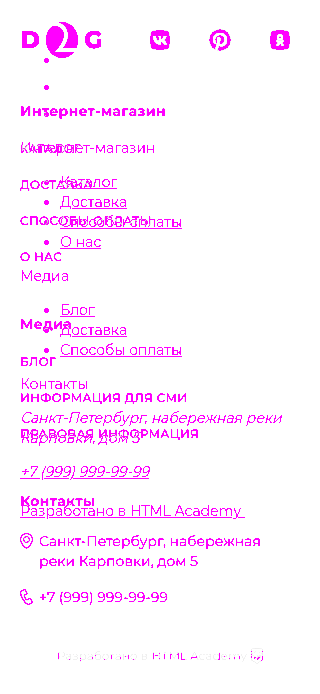 D2G
Интернет-магазин
КАТАЛОГ
Интернет-магазин
ДОСТАВКА
Каталог
Доставка
СПОСОБЫ ОПЛАТЫ
Способы оплаты
О нас
О НАС
Медиа
Блог
Медиа
Доставка
Способы оплаты
БЛОГ
Контакты
ИНФОРМАЦИЯ ДЛЯ СМИ
Санкт-Петербург, набережная реки
Карповки, дом 5
ПРАВОВАЯ ИНФОРМАЦИЯ
+7 (999) 999-99-99
Контакты
Разработано в HTML Academy
Санкт-Петербург, набережная
реки Карповки, дом 5
+7 (999) 999-99-99